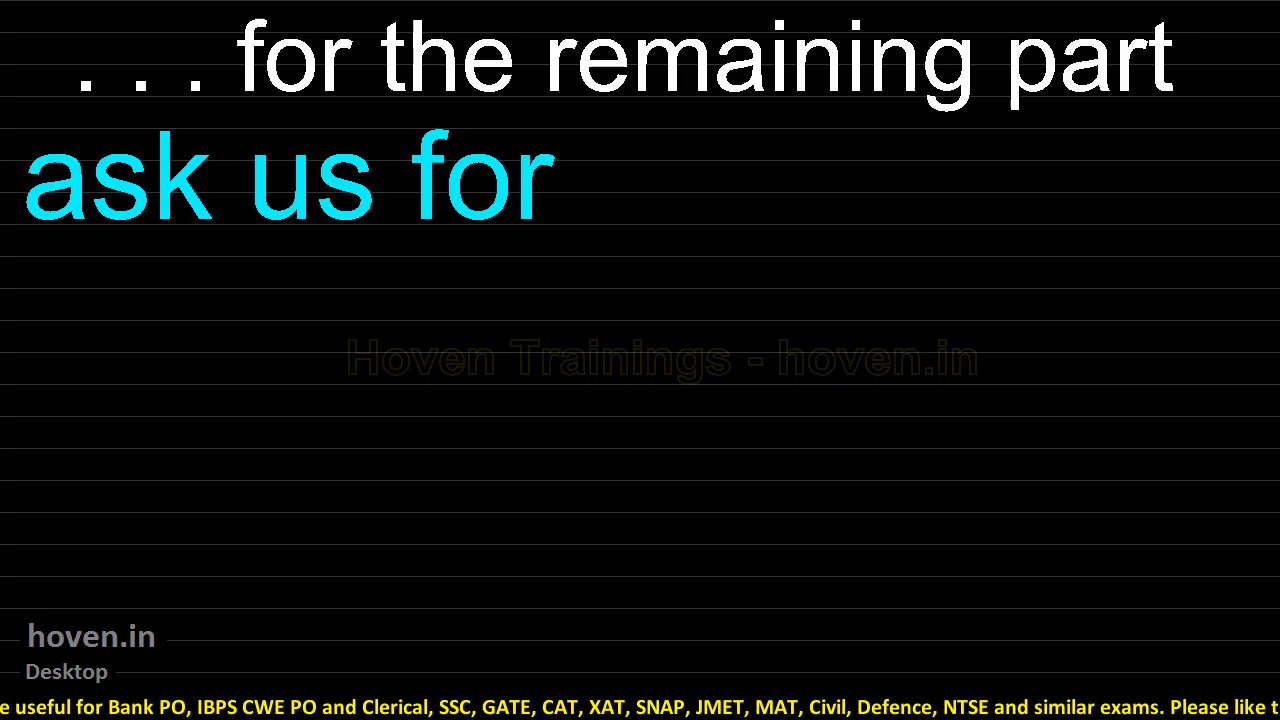 . . . for the remaining part
ask us for
Hoven Trainings - hoven.in
hoven.in
Desktop
e useful for Bank PO, IBPS CWE PO and Clerical, SSC, GATE, CAT, XAT, SNAP, JMET, MAT, Civil, Defence, NTSE and similar exams. Please like t